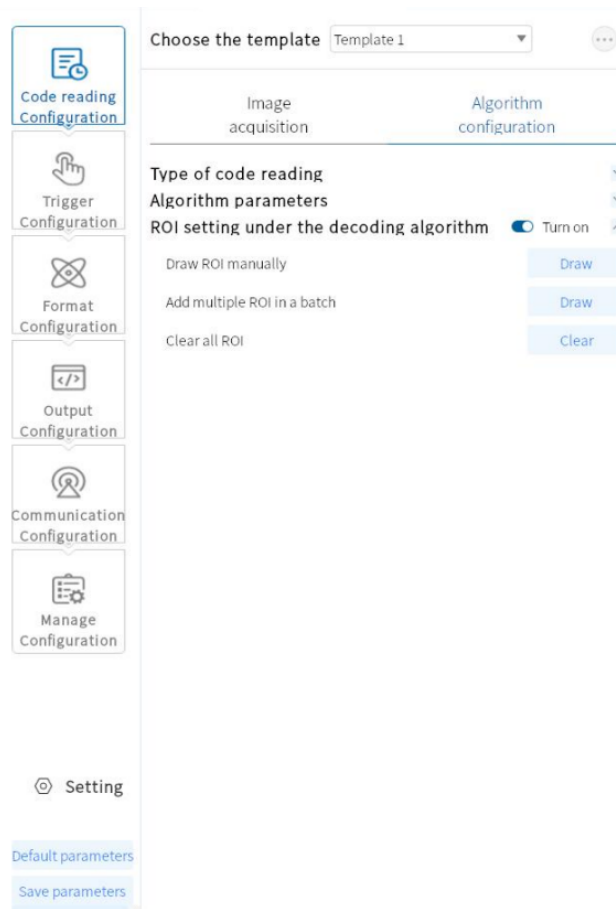 Code reading
Configuration
Trigger
Configuration
Format
Configuration
</>
Output
Configuration
Communication
Configuration
Manage
Configuration
Setting
Default parameters
Save parameters
Choose the template Template 1
Image
acquisition
Algorithm
configuration
Type of code reading
Algorithm parameters
ROI setting under the decoding algorithm Turn on
Draw ROI manually Draw
Add multiple ROI in a batch Draw
Clear all ROI Clear